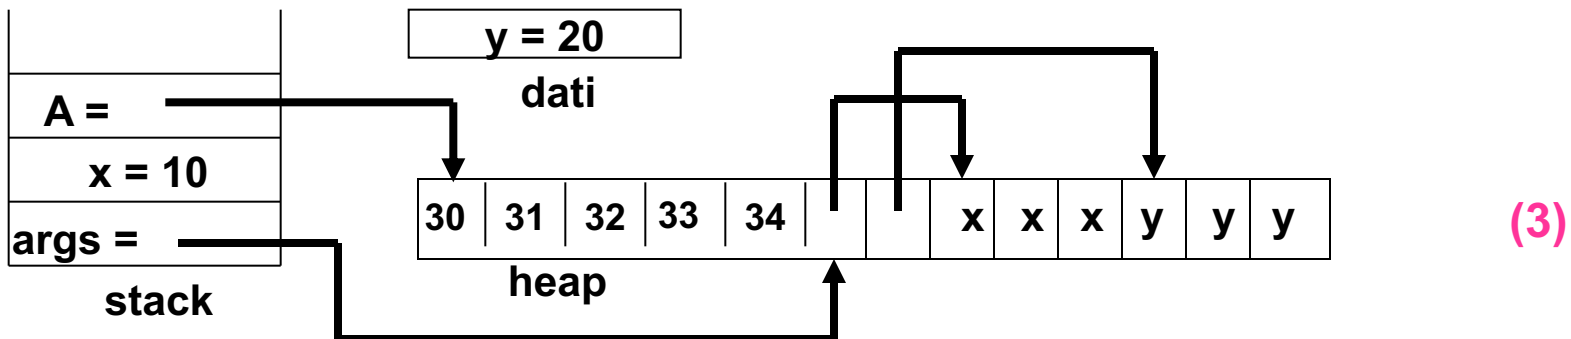 y = 20
dati
A =
x = 10
args =
stack
30 31 32 33 34 x x x y y y
heap
(3)